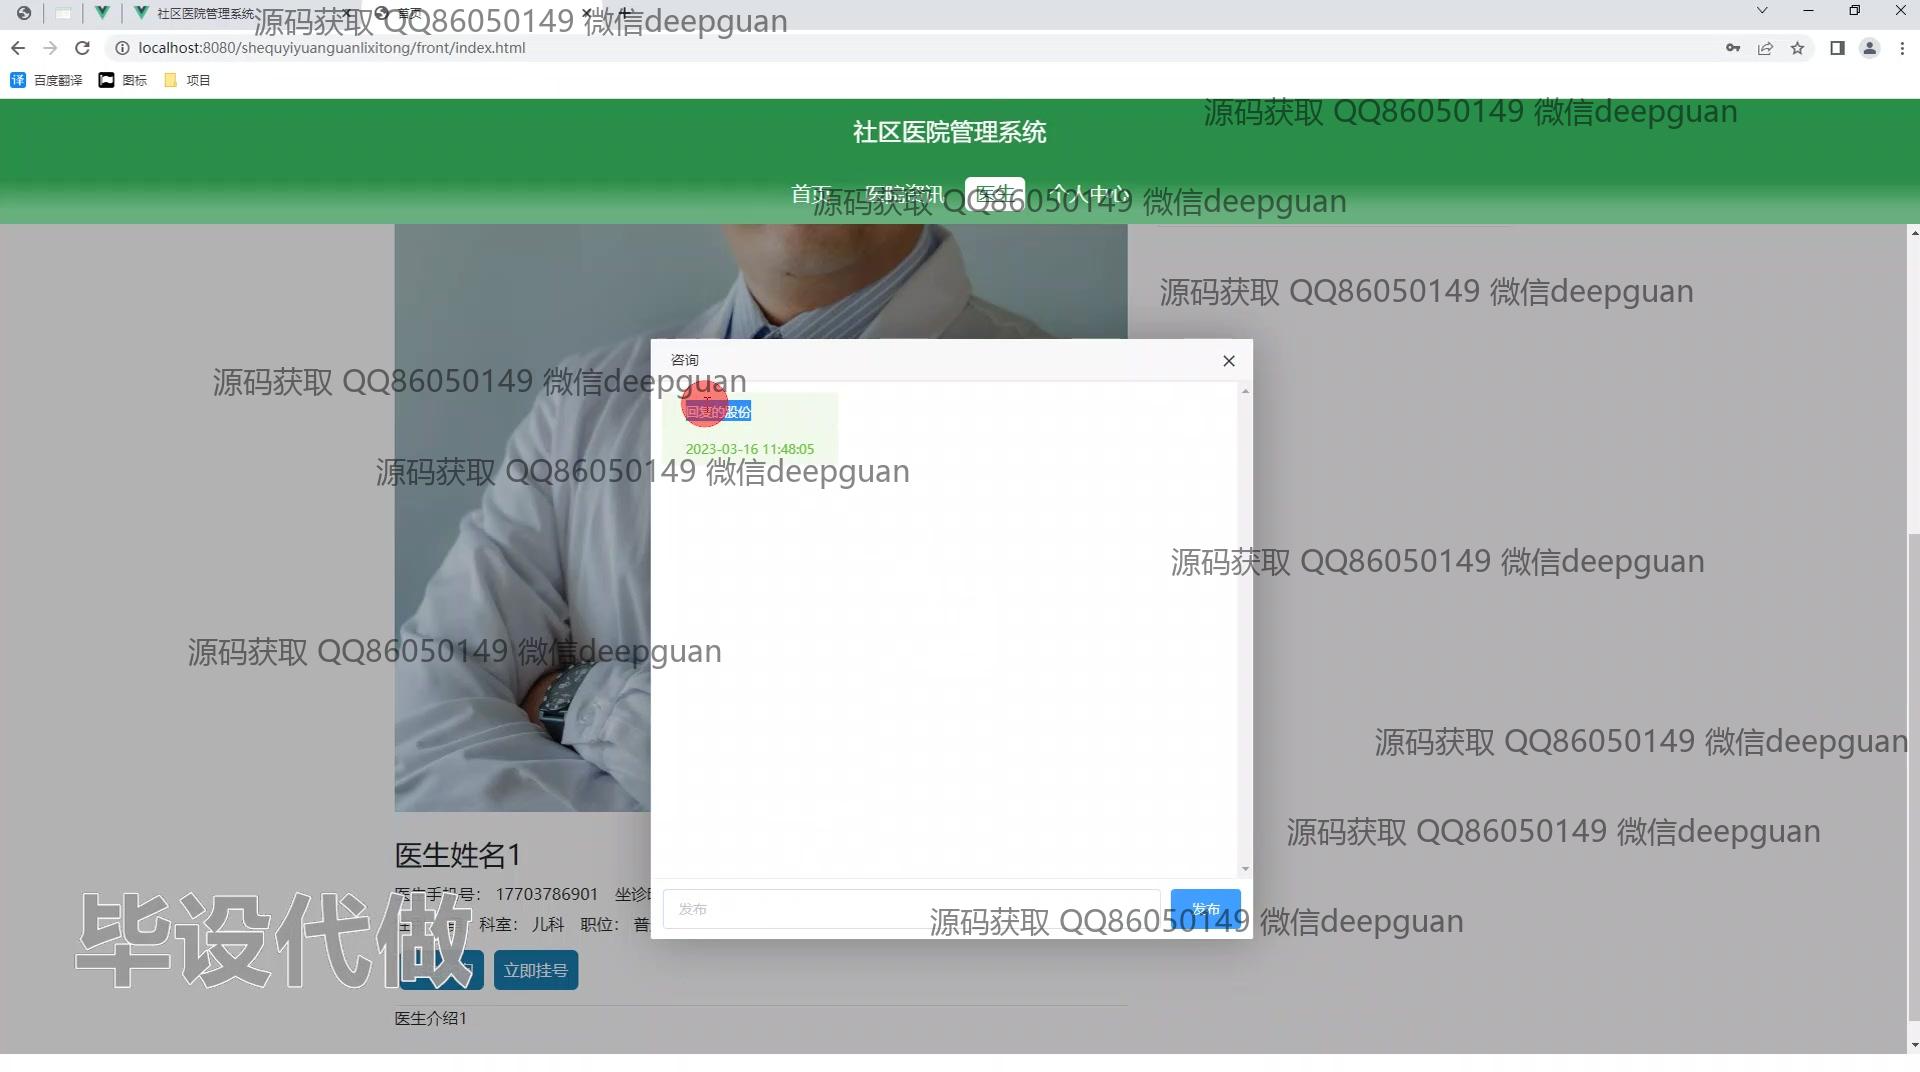 社区医院管理系统
首页
源码获取 QQ86050149 微信deepguan
localhost:8080/shequyiyuanguanlixitong/front/index.html
百度翻译
图标
项目
源码获取 QQ86050149 微信deepguan
社区医院管理系统
首页 医院资讯 医生 个人中心
源码获取 QQ86050149 微信deepguan
源码获取 QQ86050149 微信deepguan
咨询
源码获取 QQ86050149 微信deepguan
回复的股份
2023-03-16 11:48:05
源码获取 QQ86050149 微信deepguan
源码获取 QQ86050149 微信deepguan
源码获取 QQ86050149 微信deepguan
源码获取 QQ86050149 微信deepguan
源码获取 QQ86050149 微信deepguan
医生姓名1
医生手机号： 17703786901 坐诊
科室： 儿科 职位： 普
发布
发布
源码获取 QQ86050149 微信deepguan
毕设代做
立即挂号
医生介绍1